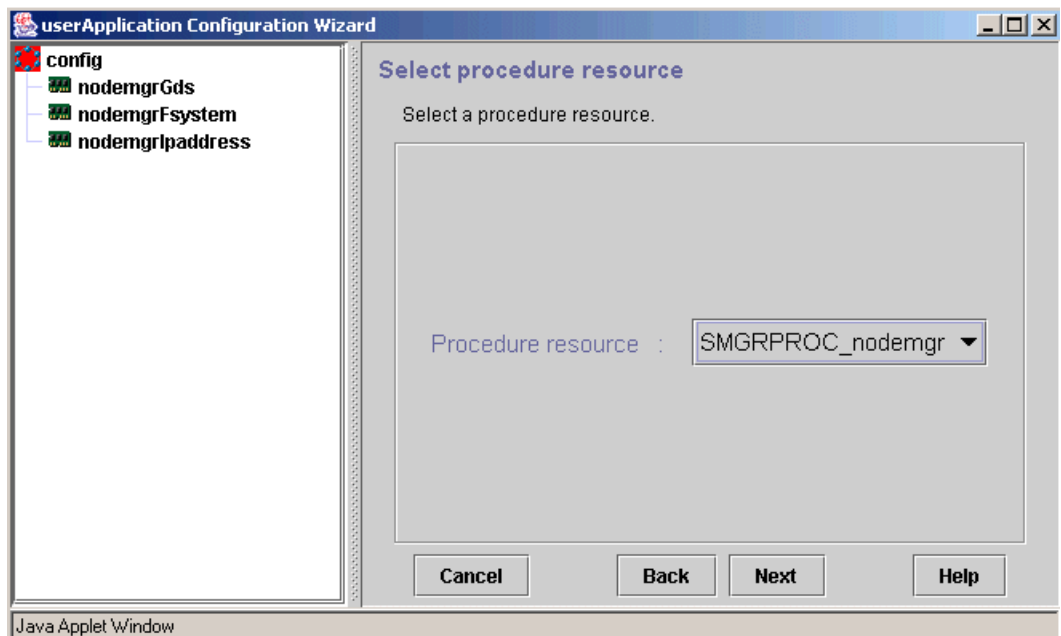 userApplication Configuration Wizard
config
nodemgrGds
nodemgrFsystem
nodemgrIpaddress
Select procedure resource
Select a procedure resource.
Procedure resource :
SMGRPROC_nodemgr
Cancel
Back
Next
Help
Java Applet Window